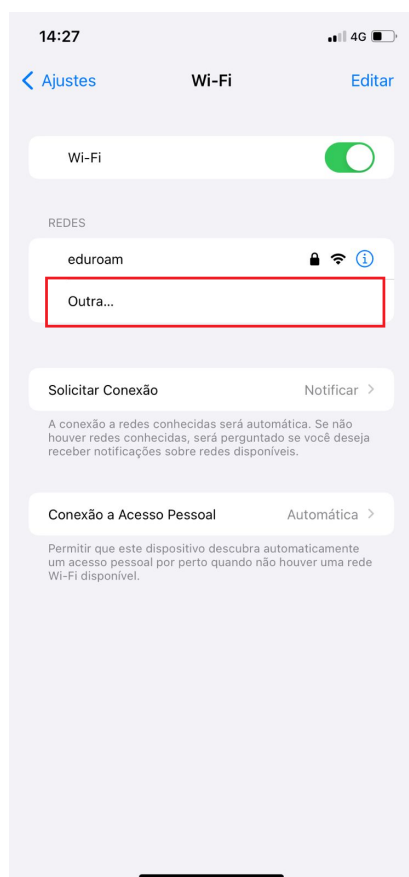 14:27 4G
Ajustes Wi-Fi Editar
Wi-Fi
REDES
eduroam
Outra...
Solicitar Conexão Notificar
A conexão a redes conhecidas será automática. Se não
houver redes conhecidas, será perguntado se você deseja
receber notificações sobre redes disponíveis.
Conexão a Acesso Pessoal Automática
Permitir que este dispositivo descubra automaticamente
um acesso pessoal por perto quando não houver uma rede
Wi-Fi disponível.